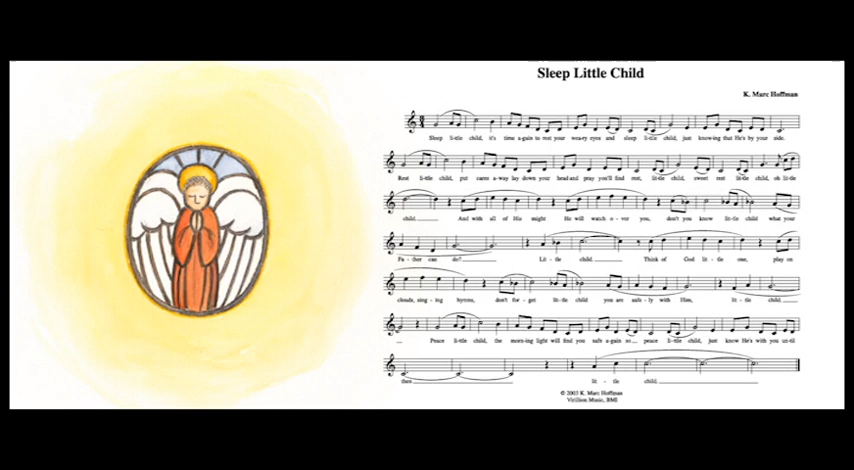 Sleep Little Child
K. Marc Hoffman
Sleep lit-tle child, it's time a-gain to rest your wea-ry eyes and sleep lit-tle child, just know-ing that He's by your side.
Rest lit-tle child, put cares a-way lay down your head and pray you'll find rest, lit-tle child, sweet rest lit-tle child, oh lit-tle
child. And with all of His might He will watch o-ver you, don't you know lit-tle child what your
Fa-ther can do? Lit-tle child. Think of God lit-tle one, play on
clouds, sing-ing hymns, don't for-get lit-tle child you are safe-ly with Him, lit-tle child.
Peace lit-tle child, the morn-ing light will find you safe a-gain so peace lit-tle child, just know He's with you until
then lit-tle child.
© 2005 K. Marc Hoffman
Virillion Music, BMI